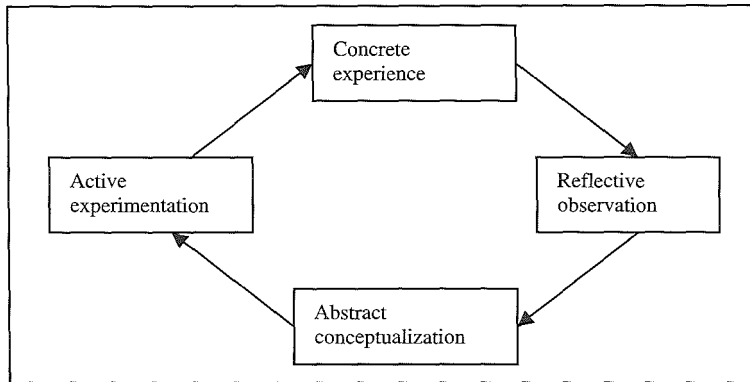 Concrete
experience
Active
experimentation
Reflective
observation
Abstract
conceptualization